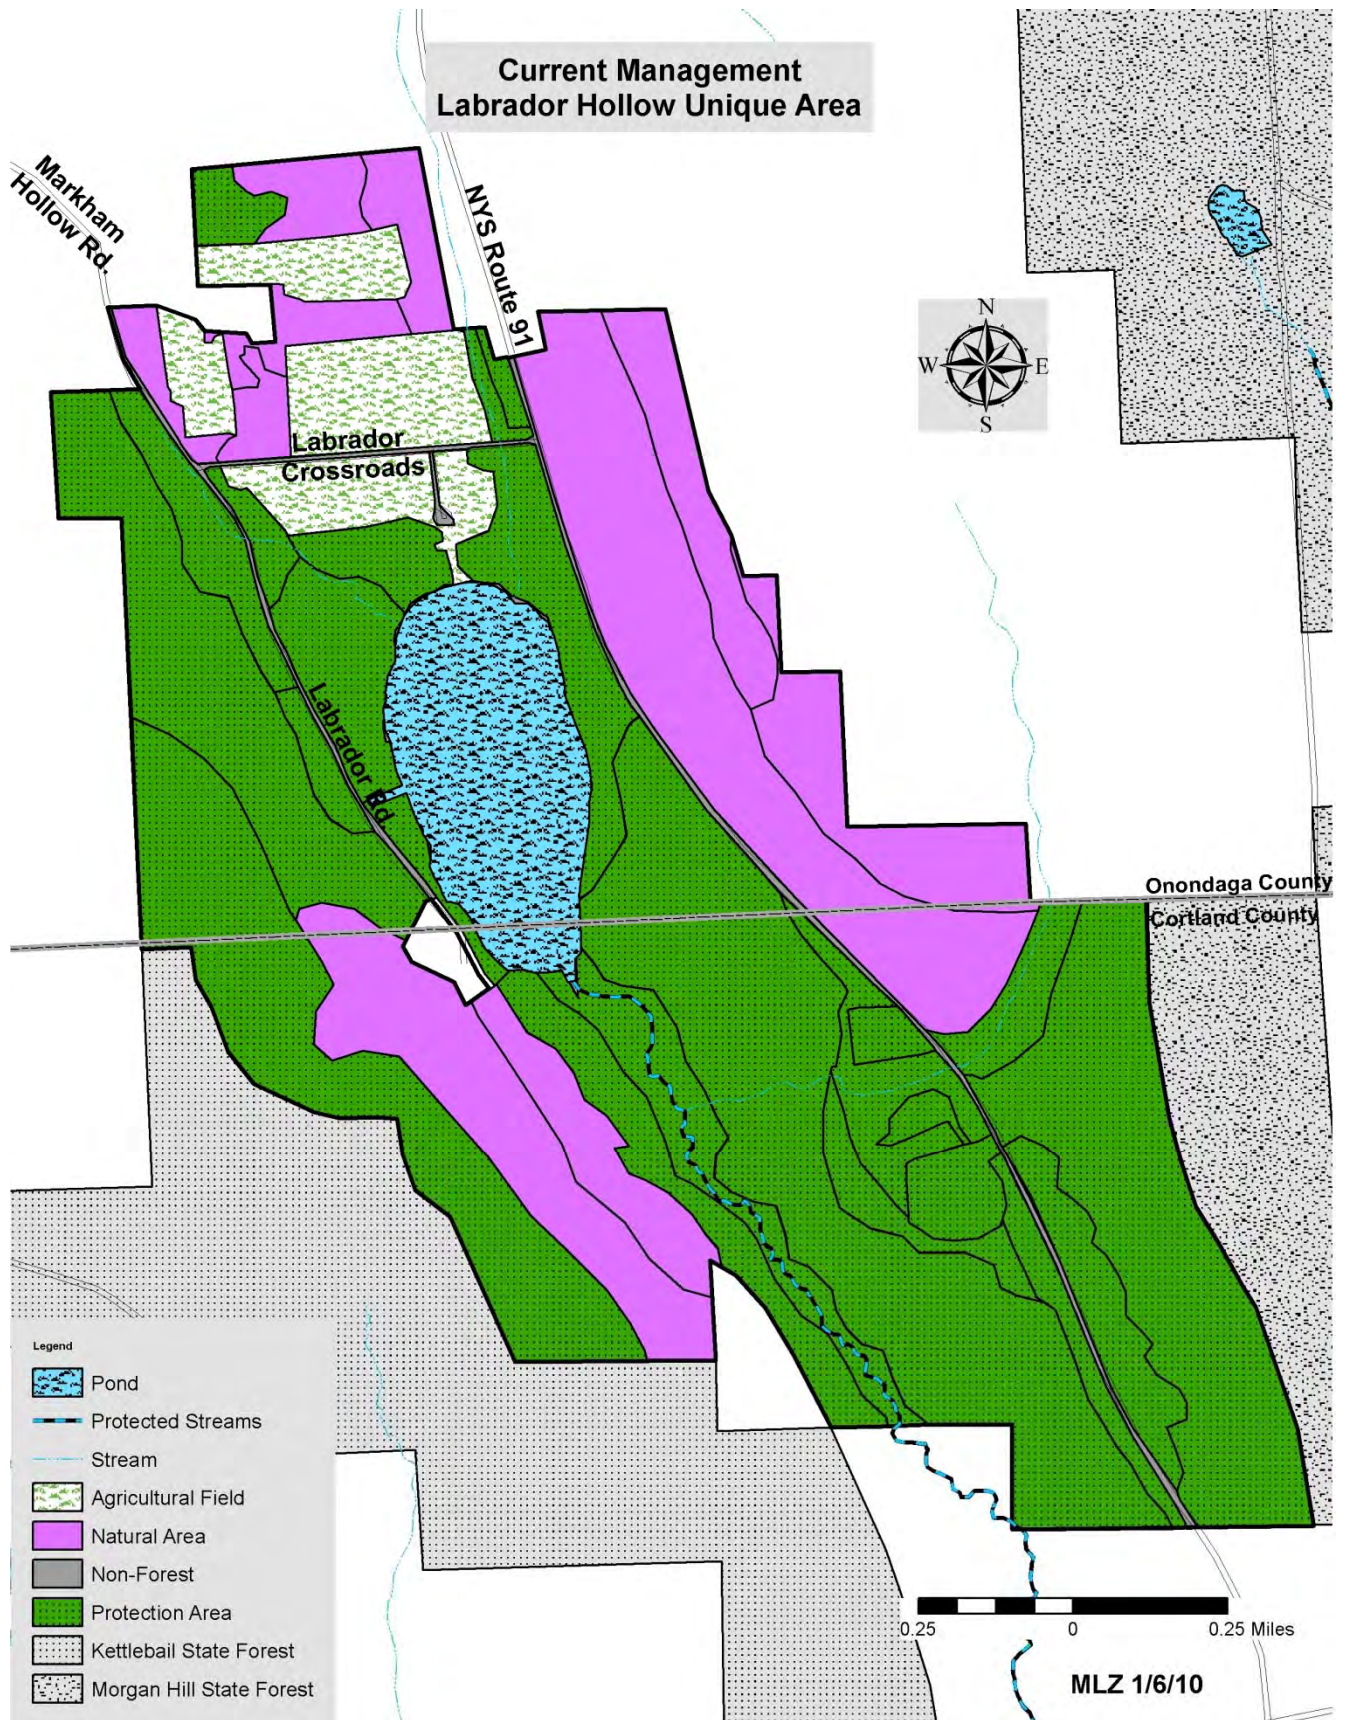 Current Management
Labrador Hollow Unique Area
Markham
Hollow Rd.
NYS Route 91
N
W E
S
Labrador
Crossroads
Labrador Rd.
Onondaga County
Cortland County
Legend
Pond
Protected Streams
Stream
Agricultural Field
Natural Area
Non-Forest
Protection Area
Kettlebail State Forest
Morgan Hill State Forest
0.25 0 0.25 Miles
MLZ 1/6/10